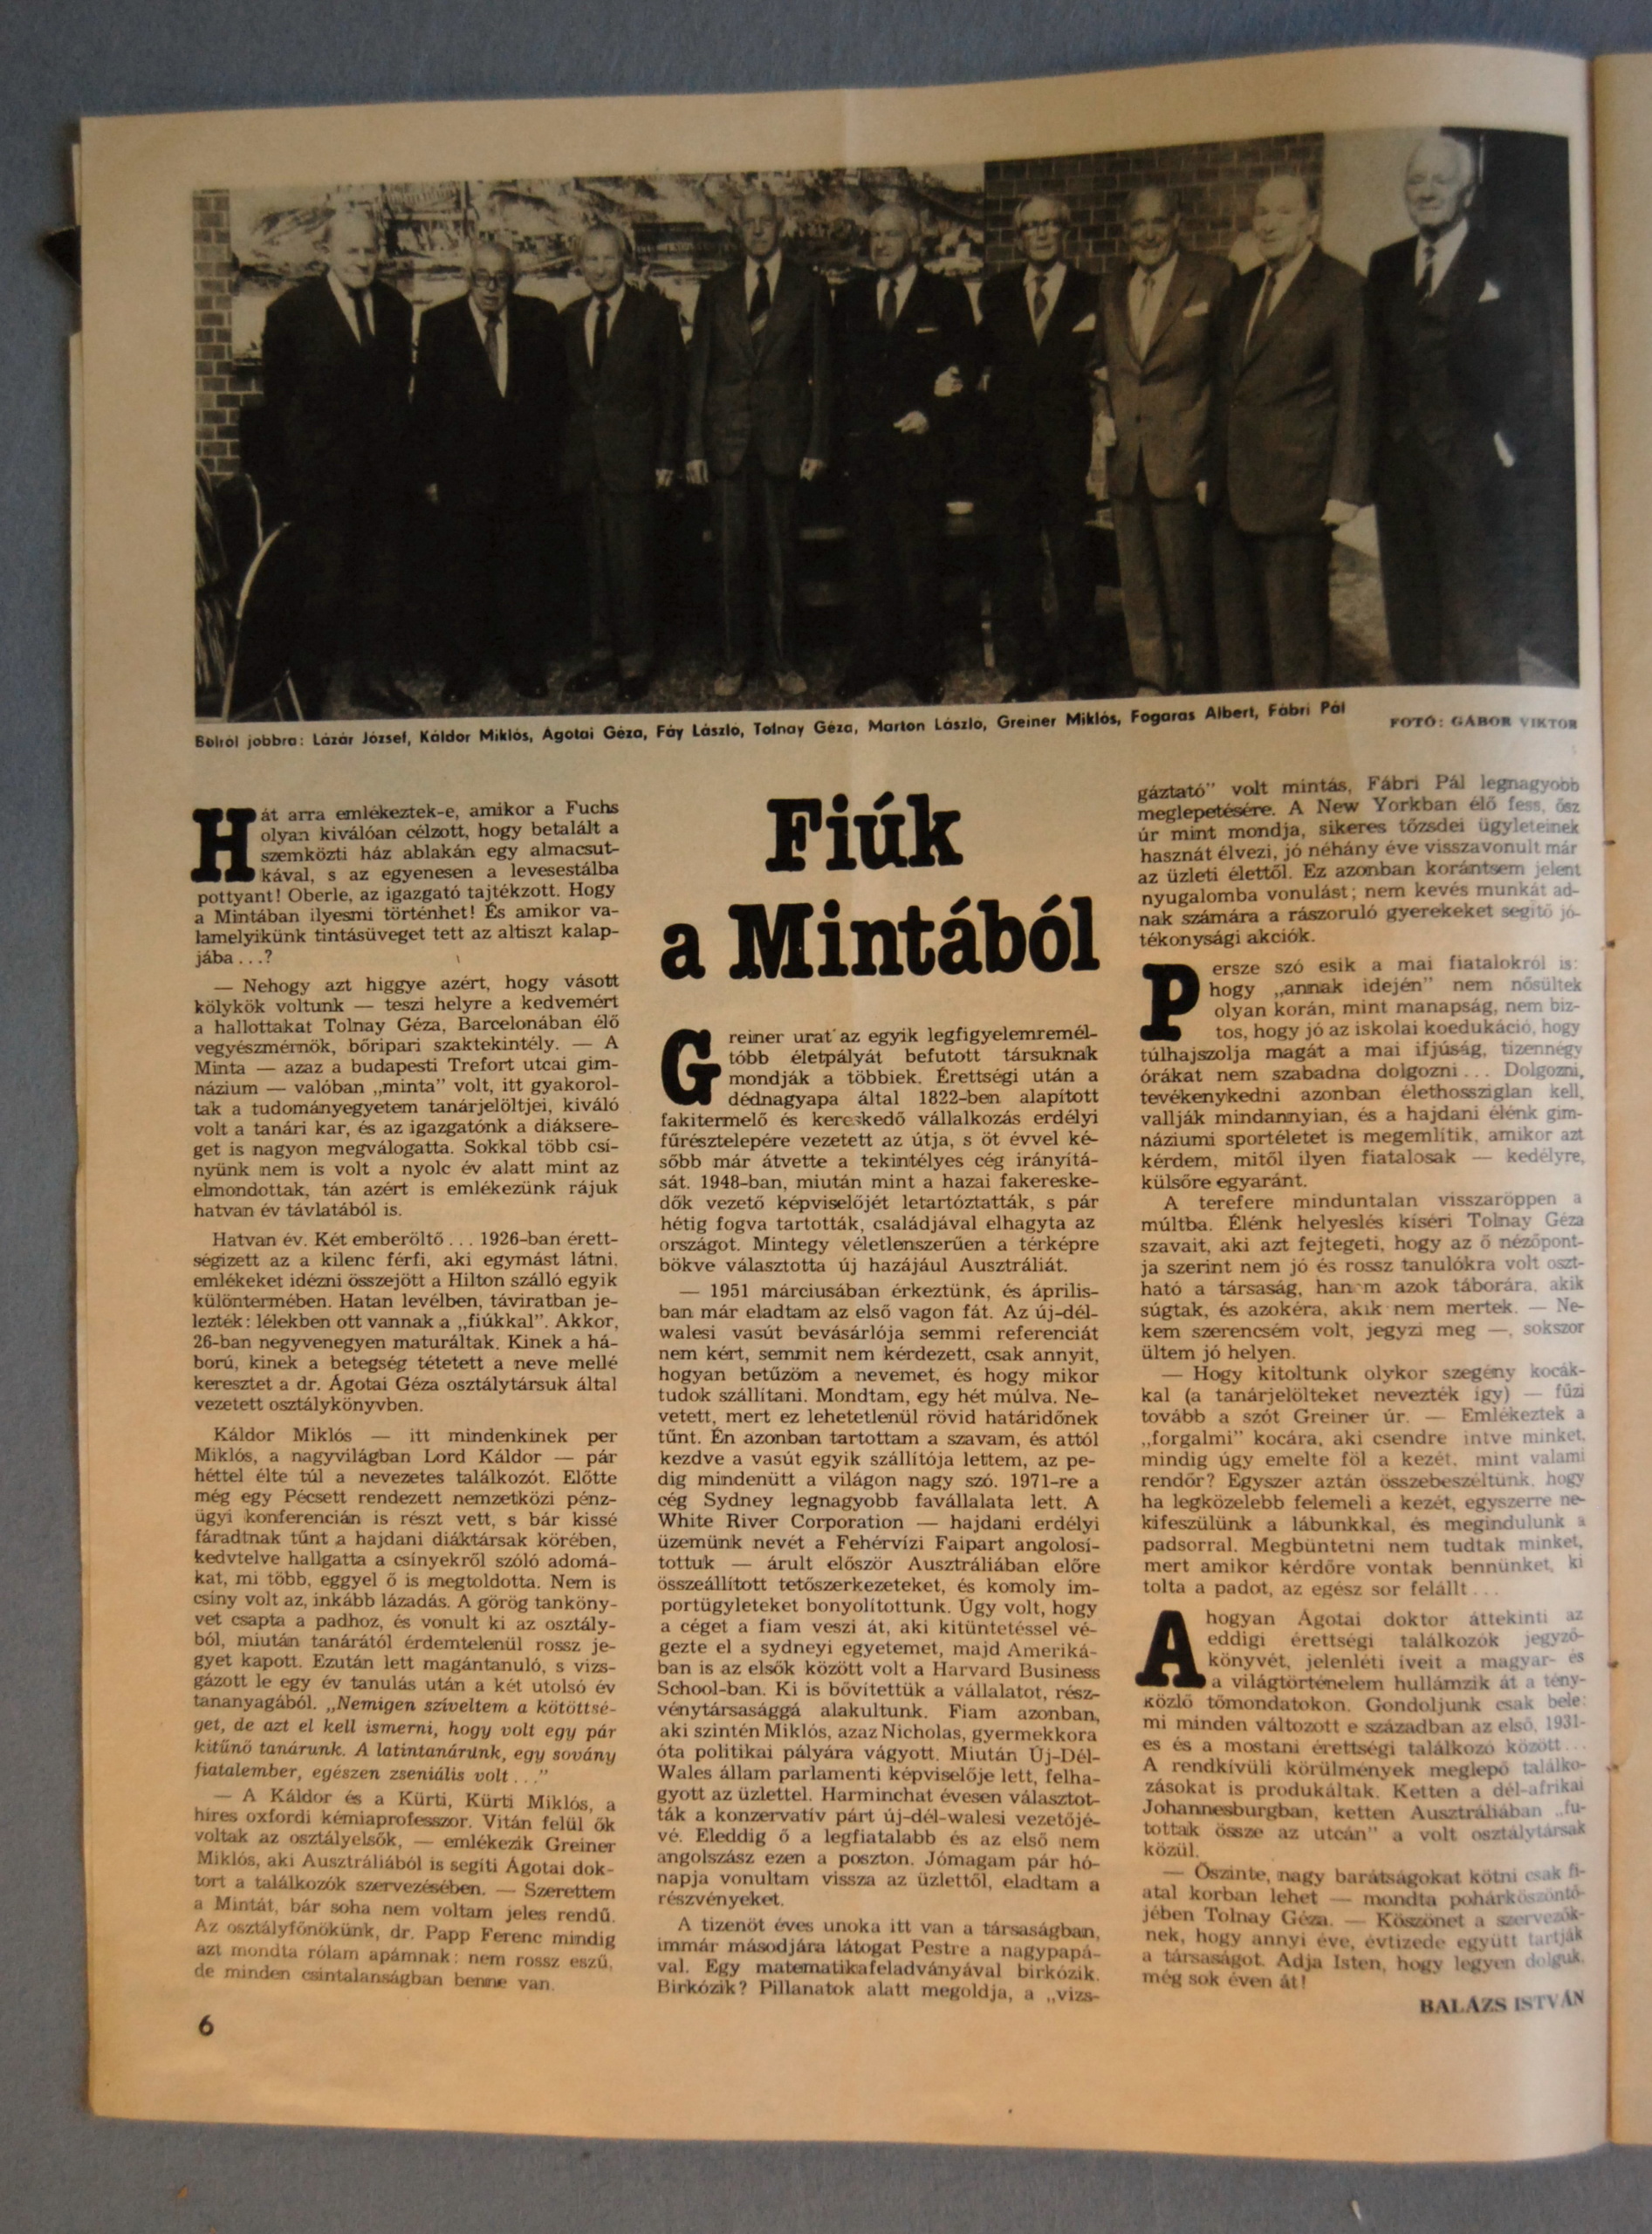 Balról jobbra: Lázár József, Káldor Miklós, Ágotai Géza, Fáy László, Tolnay Géza, Marton László, Greiner Miklós, Fogaras Albert, Fábri Pál
FOTÓ: GÁBOR VIKTOR
Hát arra emlékeztek-e, amikor a Fuchs
olyan kiválóan célzott, hogy betalált a
szemközti ház ablakán egy almacsut-
kával, s az egyenesen a levesestálba
pottyant! Oberle, az igazgató tajtékzott. Hogy
a Mintában ilyesmi történhet! És amikor va-
lamelyikünk tintásüveget tett az altiszt kalap-
jába . . .?
— Nehogy azt higgye azért, hogy vásott
kölykök voltunk — teszi helyre a kedvemért
a hallottakat Tolnay Géza, Barcelonában élő
vegyészmérnök, bőripari szaktekintély. — A
Minta — azaz a budapesti Trefort utcai gim-
názium — valóban „minta” volt, itt gyakorol-
tak a tudományegyetem tanárjelöltjei, kiváló
volt a tanári kar, és az igazgatónk a diáksere-
get is nagyon megválogatta. Sokkal több csí-
nyünk nem is volt a nyolc év alatt mint az
elmondottak, tán azért is emlékezünk rájuk
hatvan év távlatából is.
Hatvan év. Két emberöltő . . . 1926-ban érett-
ségizett az a kilenc férfi, aki egymást látni,
emlékeket idézni összejött a Hilton szálló egyik
különtermében. Hatan levélben, táviratban je-
lezték: lélekben ott vannak a „fiúkkal”. Akkor,
26-ban negyvenegyen maturáltak. Kinek a há-
ború, kinek a betegség tétetett a neve mellé
keresztet a dr. Ágotai Géza osztálytársuk által
vezetett osztálykönyvben.
Káldor Miklós — itt mindenkinek per
Miklós, a nagyvilágban Lord Káldor — pár
héttel élte túl a nevezetes találkozót. Előtte
még egy Pécsett rendezett nemzetközi pénz-
ügyi konferencián is részt vett, s bár kissé
fáradtnak tűnt a hajdani diáktársak körében,
kedvtelve hallgatta a csínyekről szóló adomá-
kat, mi több, eggyel ő is megtoldotta. Nem is
csíny volt az, inkább lázadás. A görög tanköny-
vet csapta a padhoz, és vonult ki az osztály-
ból, miután tanárától érdemtelenül rossz je-
gyet kapott. Ezután lett magántanuló, s vizs-
gázott le egy év tanulás után a két utolsó év
tananyagából. „Nemigen szíveltem a kötöttsé-
get, de azt el kell ismerni, hogy volt egy pár
kitűnő tanárunk. A latintanárunk, egy sovány
fiatalember, egészen zseniális volt . . .”
— A Káldor és a Kürti, Kürti Miklós, a
híres oxfordi kémiaprofesszor. Vitán felül ők
voltak az osztályelsők, — emlékezik Greiner
Miklós, aki Ausztráliából is segíti Ágotai dok-
tort a találkozók szervezésében. — Szerettem
a Mintát, bár soha nem voltam jeles rendű.
Az osztályfőnökünk, dr. Papp Ferenc mindig
azt mondta rólam apámnak: nem rossz eszű,
de minden csintalanságban benne van.
6
Fiúk
a Mintából
Greiner urat az egyik legfigyelemremél-
tóbb életpályát befutott társuknak
mondják a többiek. Érettségi után a
dédnagyapa által 1822-ben alapított
fakitermelő és kereskedő vállalkozás erdélyi
fűrésztelepére vezetett az útja, s öt évvel ké-
sőbb már átvette a tekintélyes cég irányítá-
sát. 1948-ban, miután mint a hazai fakereske-
dők vezető képviselőjét letartóztatták, s pár
hétig fogva tartották, családjával elhagyta az
országot. Mintegy véletlenszerűen a térképre
bökve választotta új hazájául Ausztráliát.
— 1951 márciusában érkeztünk, és április-
ban már eladtam az első vagon fát. Az új-dél-
walesi vasút bevásárlója semmi referenciát
nem kért, semmit nem kérdezett, csak annyit,
hogyan betűzöm a nevemet, és hogy mikor
tudok szállítani. Mondtam, egy hét múlva. Ne-
vetett, mert ez lehetetlenül rövid határidőnek
tűnt. Én azonban tartottam a szavam, és attól
kezdve a vasút egyik szállítója lettem, az pe-
dig mindenütt a világon nagy szó. 1971-re a
cég Sydney legnagyobb favállalata lett. A
White River Corporation — hajdani erdélyi
üzemünk nevét a Fehérvízi Faipart angolosí-
tottuk — árult először Ausztráliában előre
összeállított tetőszerkezeteket, és komoly im-
portügyleteket bonyolítottunk. Úgy volt, hogy
a céget a fiam veszi át, aki kitüntetéssel vé-
gezte el a sydneyi egyetemet, majd Ameriká-
ban is az elsők között volt a Harvard Business
School-ban. Ki is bővítettük a vállalatot, rész-
vénytársasággá alakultunk. Fiam azonban,
aki szintén Miklós, azaz Nicholas, gyermekkora
óta politikai pályára vágyott. Miután Új-Dél-
Wales állam parlamenti képviselője lett, felha-
gyott az üzlettel. Harminchat évesen választot-
ták a konzervatív párt új-dél-walesi vezetőjé-
vé. Eleddig ő a legfiatalabb és az első nem
angolszász ezen a poszton. Jómagam pár hó-
napja vonultam vissza az üzlettől, eladtam a
részvényeket.
A tizenöt éves unoka itt van a társaságban,
immár másodjára látogat Pestre a nagypapá-
val. Egy matematikafeladványával birkózik.
Birkózik? Pillanatok alatt megoldja, a „vizs-
gáztató” volt mintás, Fábri Pál legnagyobb
meglepetésére. A New Yorkban élő fess, ősz
úr mint mondja, sikeres tőzsdei ügyleteinek
hasznát élvezi, jó néhány éve visszavonult már
az üzleti élettől. Ez azonban korántsem jelent
nyugalomba vonulást; nem kevés munkát ad-
nak számára a rászoruló gyerekeket segítő jó-
tékonysági akciók.
Persze szó esik a mai fiatalokról is:
hogy „annak idején” nem nősültek
olyan korán, mint manapság, nem biz-
tos, hogy jó az iskolai koedukáció, hogy
túlhajszolja magát a mai ifjúság, tizennégy
órákat nem szabadna dolgozni . . . Dolgozni,
tevékenykedni azonban élethossziglan kell,
vallják mindannyian, és a hajdani élénk gim-
náziumi sportéletet is megemlítik, amikor azt
kérdem, mitől ilyen fiatalosak — kedélyre,
külsőre egyaránt.
A terefere minduntalan visszaröppen a
múltba. Élénk helyeslés kíséri Tolnay Géza
szavait, aki azt fejtegeti, hogy az ő nézőpont-
ja szerint nem jó és rossz tanulókra volt oszt-
ható a társaság, hanem azok táborára, akik
súgtak, és azokéra, akik nem mertek. — Ne-
kem szerencsém volt, jegyzi meg —, sokszor
ültem jó helyen.
— Hogy kitoltunk olykor szegény kocák-
kal (a tanárjelölteket nevezték így) — fűzi
tovább a szót Greiner úr. — Emlékeztek a
„forgalmi” kocára, aki csendre intve minket,
mindig úgy emelte föl a kezét, mint valami
rendőr? Egyszer aztán összebeszéltünk, hogy
ha legközelebb felemeli a kezét, egyszerre ne-
kifeszülünk a lábunkkal, és megindulunk a
padsorral. Megbüntetni nem tudtak minket,
mert amikor kérdőre vontak bennünket, ki
tolta a padot, az egész sor felállt . . .
Ahogyan Ágotai doktor áttekinti az
eddigi érettségi találkozók jegyző-
könyvét, jelenléti íveit a magyar- és
a világtörténelem hullámzik át a tény-
közlő tőmondatokon. Gondoljunk csak bele:
mi minden változott e században az első, 1931-
es és a mostani érettségi találkozó között . . .
A rendkívüli körülmények meglepő találko-
zásokat is produkáltak. Ketten a dél-afrikai
Johannesburgban, ketten Ausztráliában „fu-
tottak össze az utcán” a volt osztálytársak
közül.
— Őszinte, nagy barátságokat kötni csak fi-
atal korban lehet — mondta pohárköszöntő-
jében Tolnay Géza. — Köszönet a szervezők-
nek, hogy annyi éve, évtizede együtt tartják
a társaságot. Adja Isten, hogy legyen dolguk,
még sok éven át!
BALÁZS ISTVÁN